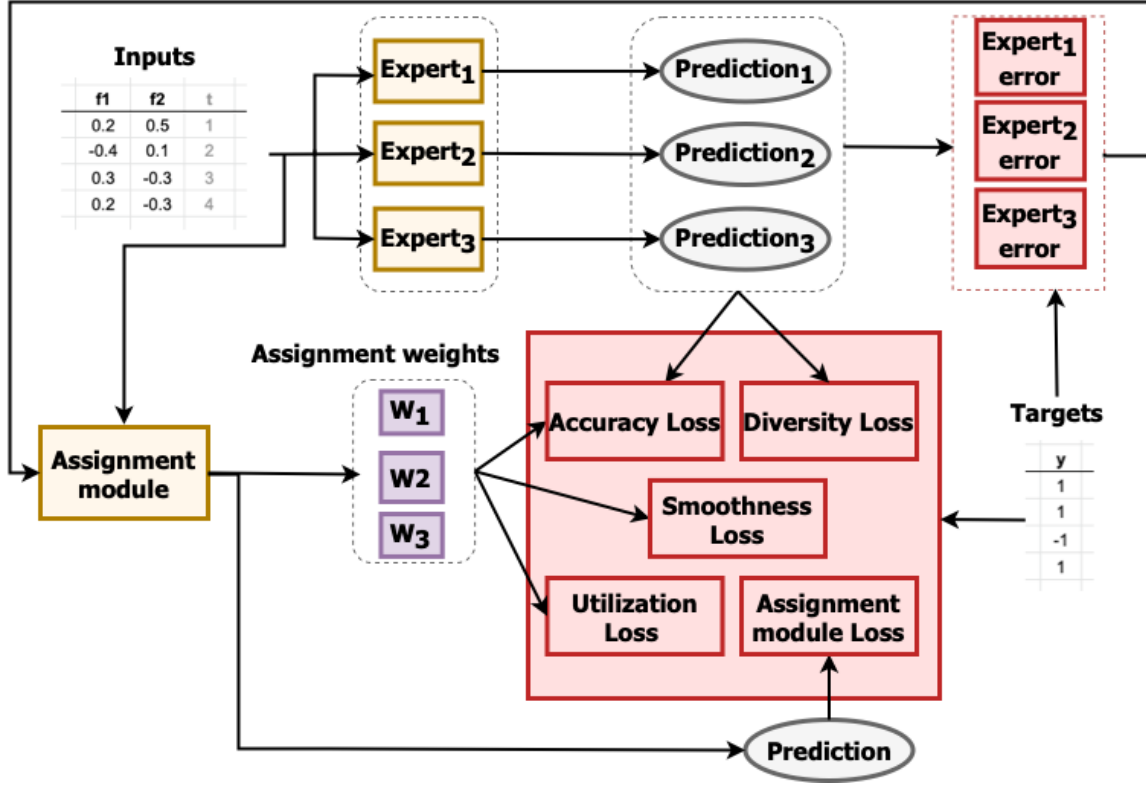 Inputs
f1 f2 t
0.2 0.5 1
-0.4 0.1 2
0.3 -0.3 3
0.2 -0.3 4
Expert1
Expert2
Expert3
Prediction1
Prediction2
Prediction3
Expert1
error
Expert2
error
Expert3
error
Assignment weights
W1
W2
W3
Assignment
module
Accuracy Loss
Diversity Loss
Smoothness
Loss
Utilization
Loss
Assignment
module Loss
Targets
y
1
1
-1
1
Prediction